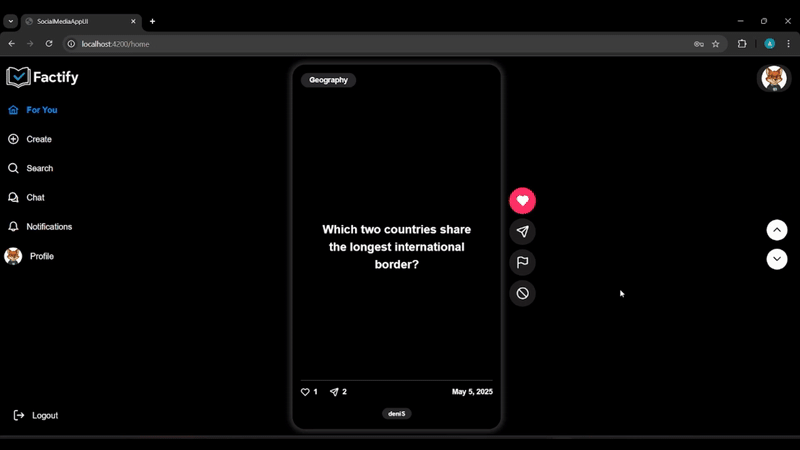 SocialMediaAppUI
localhost:4200/home
Factify
For You
Create
Search
Chat
Notifications
Profile
Logout
Geography
Which two countries share
the longest international
border?
1 2 May 5, 2025
deniS